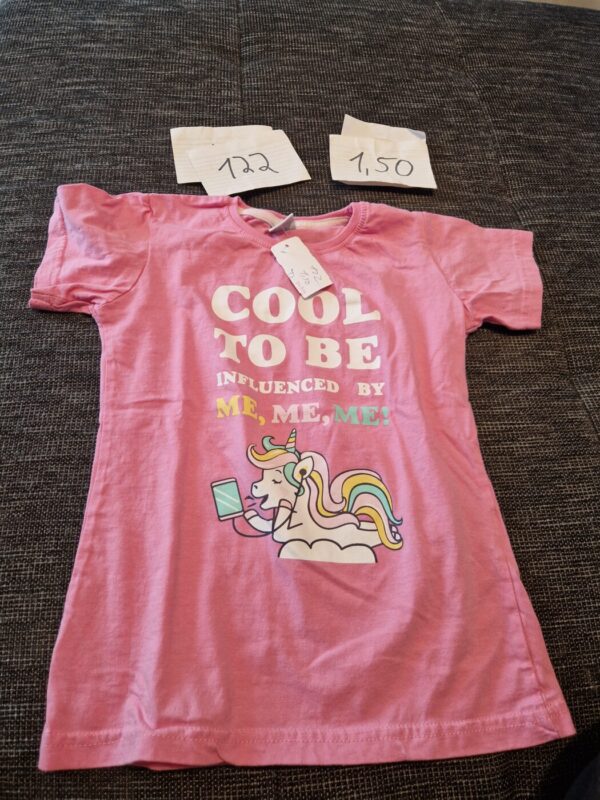 122
1,50
COOL
TO BE
INFLUENCED BY
ME, ME, ME!